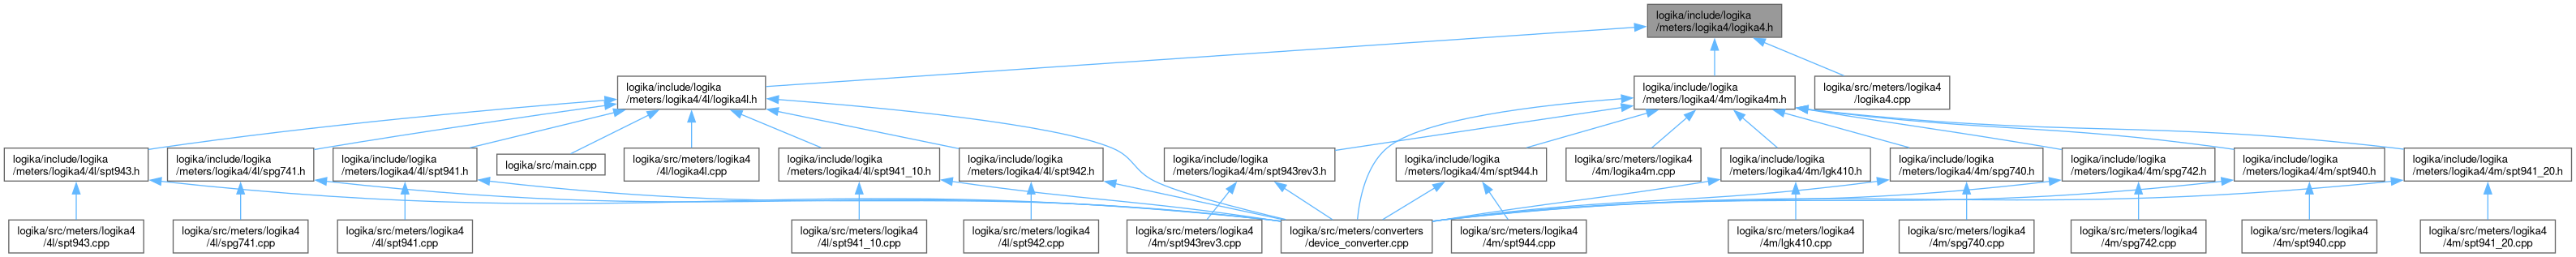 logika/include/logika
/meters/logika4/logika4.h
logika/include/logika
/meters/logika4/4l/logika4l.h
logika/include/logika
/meters/logika4/4m/logika4m.h
logika/src/meters/logika4
/logika4.cpp
logika/include/logika
/meters/logika4/4l/spt943.h
logika/include/logika
/meters/logika4/4l/spg741.h
logika/include/logika
/meters/logika4/4l/spt941.h
logika/src/main.cpp
logika/src/meters/logika4
/4l/logika4l.cpp
logika/include/logika
/meters/logika4/4l/spt941_10.h
logika/include/logika
/meters/logika4/4l/spt942.h
logika/include/logika
/meters/logika4/4m/spt943rev3.h
logika/include/logika
/meters/logika4/4m/spt944.h
logika/src/meters/logika4
/4m/logika4m.cpp
logika/include/logika
/meters/logika4/4m/lgk410.h
logika/include/logika
/meters/logika4/4m/spg740.h
logika/include/logika
/meters/logika4/4m/spg742.h
logika/include/logika
/meters/logika4/4m/spt940.h
logika/include/logika
/meters/logika4/4m/spt941_20.h
logika/src/meters/logika4
/4l/spt943.cpp
logika/src/meters/logika4
/4l/spg741.cpp
logika/src/meters/logika4
/4l/spt941.cpp
logika/src/meters/logika4
/4l/spt941_10.cpp
logika/src/meters/logika4
/4l/spt942.cpp
logika/src/meters/logika4
/4m/spt943rev3.cpp
logika/src/meters/converters
/device_converter.cpp
logika/src/meters/logika4
/4m/spt944.cpp
logika/src/meters/logika4
/4m/lgk410.cpp
logika/src/meters/logika4
/4m/spg740.cpp
logika/src/meters/logika4
/4m/spg742.cpp
logika/src/meters/logika4
/4m/spt940.cpp
logika/src/meters/logika4
/4m/spt941_20.cpp